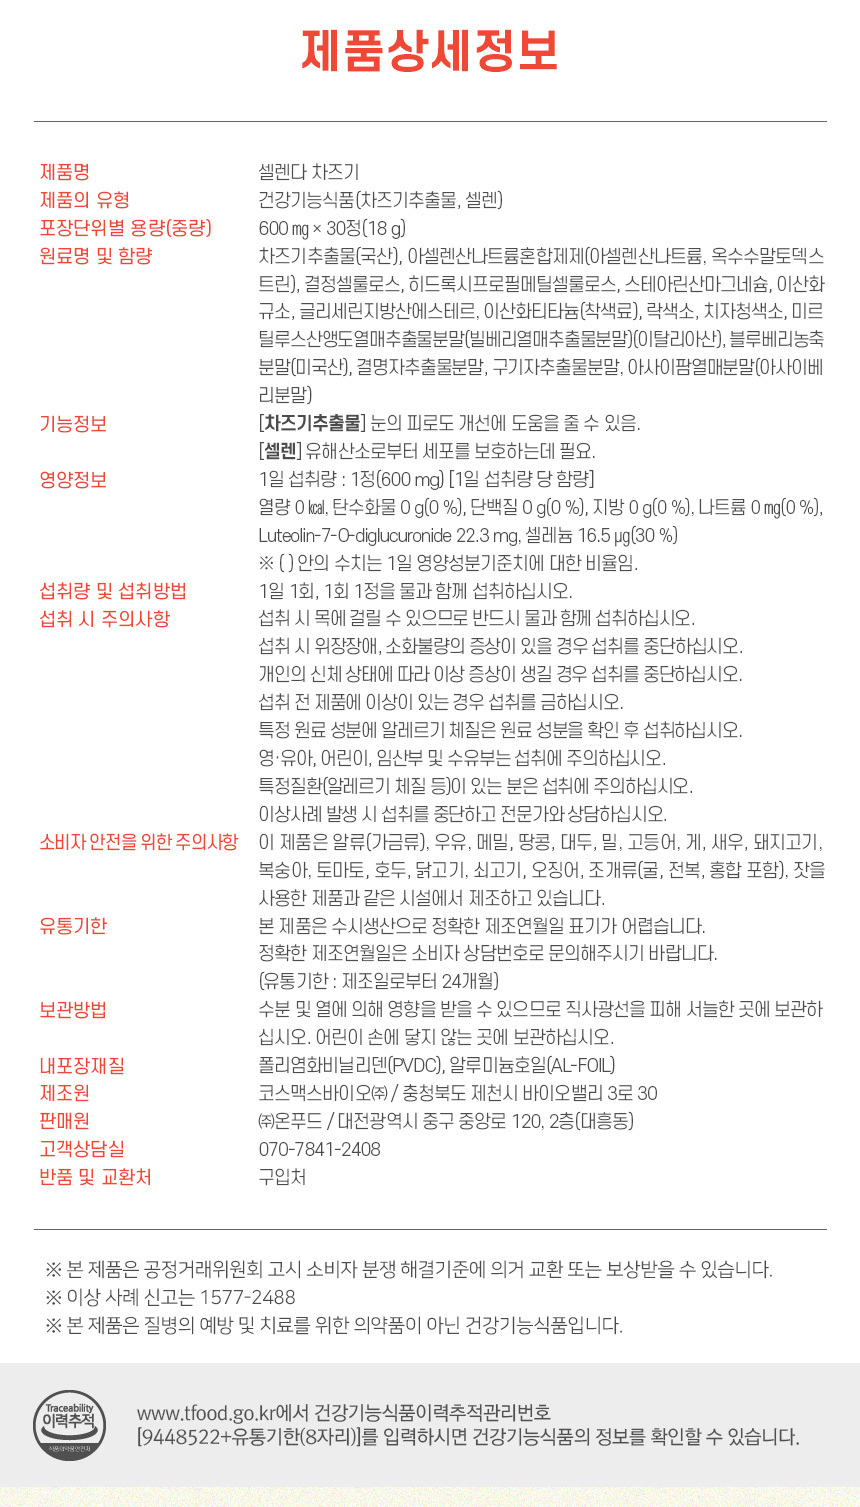 제품상세정보
제품명 셀렌다 차즈기
제품의 유형 건강기능식품(차즈기추출물, 셀렌)
포장단위별 용량(중량) 600 ㎎ × 30정(18 g)
원료명 및 함량 차즈기추출물(국산), 아셀렌산나트륨혼합제제(아셀렌산나트륨, 옥수수말토덱스
트린), 결정셀룰로스, 히드록시프로필메틸셀룰로스, 스테아린산마그네슘, 이산화
규소, 글리세린지방산에스테르, 이산화티타늄(착색료), 락색소, 치자청색소, 미르
틸루스산앵도열매추출물분말(빌베리열매추출물분말)(이탈리아산), 블루베리농축
분말(미국산), 결명자추출물분말, 구기자추출물분말, 아사이팜열매분말(아사이베
리분말)
기능정보 [차즈기추출물] 눈의 피로도 개선에 도움을 줄 수 있음.
[셀렌] 유해산소로부터 세포를 보호하는데 필요.
영양정보 1일 섭취량 : 1정(600 mg) [1일 섭취량 당 함량]
열량 0 ㎉, 탄수화물 0 g(0 %), 단백질 0 g(0 %), 지방 0 g(0 %), 나트륨 0 ㎎(0 %),
Luteolin-7-O-diglucuronide 22.3 mg, 셀레늄 16.5 μg(30 %)
※ ( ) 안의 수치는 1일 영양성분기준치에 대한 비율임.
섭취량 및 섭취방법 1일 1회, 1회 1정을 물과 함께 섭취하십시오.
섭취 시 주의사항 섭취 시 목에 걸릴 수 있으므로 반드시 물과 함께 섭취하십시오.
섭취 시 위장장애, 소화불량의 증상이 있을 경우 섭취를 중단하십시오.
개인의 신체 상태에 따라 이상 증상이 생길 경우 섭취를 중단하십시오.
섭취 전 제품에 이상이 있는 경우 섭취를 금하십시오.
특정 원료 성분에 알레르기 체질은 원료 성분을 확인 후 섭취하십시오.
영·유아, 어린이, 임산부 및 수유부는 섭취에 주의하십시오.
특정질환(알레르기 체질 등)이 있는 분은 섭취에 주의하십시오.
이상사례 발생 시 섭취를 중단하고 전문가와 상담하십시오.
소비자 안전을 위한 주의사항 이 제품은 알류(가금류), 우유, 메밀, 땅콩, 대두, 밀, 고등어, 게, 새우, 돼지고기,
복숭아, 토마토, 호두, 닭고기, 쇠고기, 오징어, 조개류(굴, 전복, 홍합 포함), 잣을
사용한 제품과 같은 시설에서 제조하고 있습니다.
유통기한 본 제품은 수시생산으로 정확한 제조연월일 표기가 어렵습니다.
정확한 제조연월일은 소비자 상담번호로 문의해주시기 바랍니다.
(유통기한 : 제조일로부터 24개월)
보관방법 수분 및 열에 의해 영향을 받을 수 있으므로 직사광선을 피해 서늘한 곳에 보관하
십시오. 어린이 손에 닿지 않는 곳에 보관하십시오.
내포장재질 폴리염화비닐리덴(PVDC), 알루미늄호일(AL-FOIL)
제조원 코스맥스바이오㈜ / 충청북도 제천시 바이오밸리 3로 30
판매원 ㈜온푸드 / 대전광역시 중구 중앙로 120, 2층(대흥동)
고객상담실 070-7841-2408
반품 및 교환처 구입처
※ 본 제품은 공정거래위원회 고시 소비자 분쟁 해결기준에 의거 교환 또는 보상받을 수 있습니다.
※ 이상 사례 신고는 1577-2488
※ 본 제품은 질병의 예방 및 치료를 위한 의약품이 아닌 건강기능식품입니다.
Traceability
이력추적
식품의약품안전처
www.tfood.go.kr에서 건강기능식품이력추적관리번호
[9448522+유통기한(8자리)]를 입력하시면 건강기능식품의 정보를 확인할 수 있습니다.